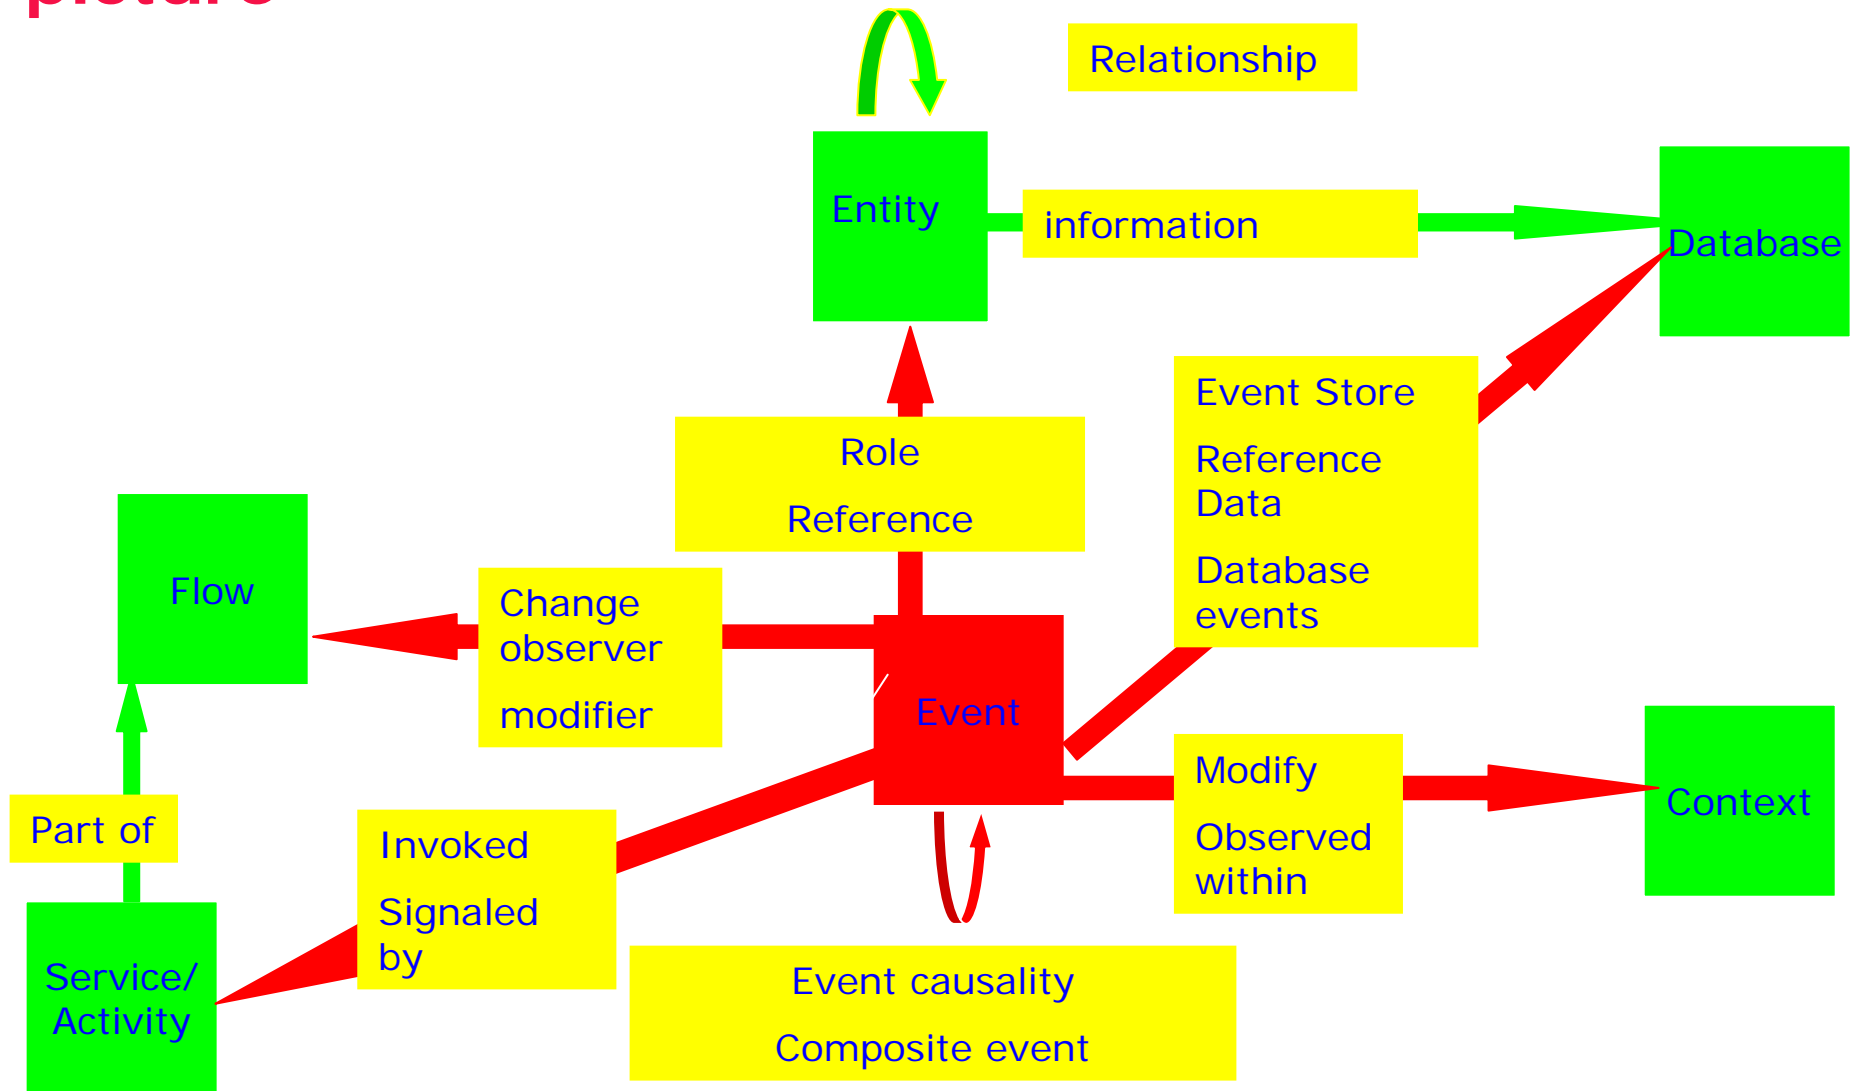 picture
Relationship
Entity
information
Database
Event Store
Reference
Data
Database
events
Role
Reference
Flow
Change
observer
modifier
Event
Modify
Observed
within
Context
Part of
Invoked
Signaled
by
Service/
Activity
Event causality
Composite event